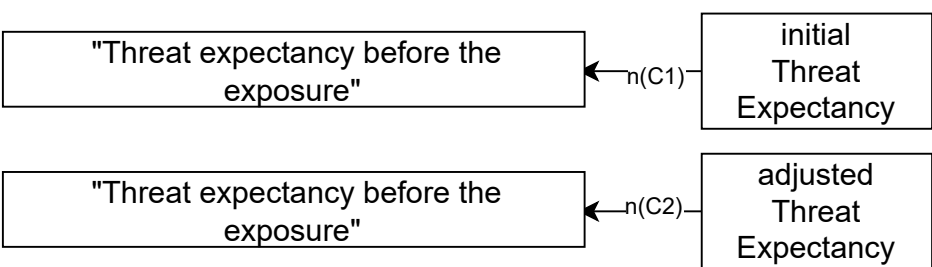 "Threat expectancy before the
exposure"
n(C1)
initial
Threat
Expectancy
"Threat expectancy before the
exposure"
n(C2)
adjusted
Threat
Expectancy